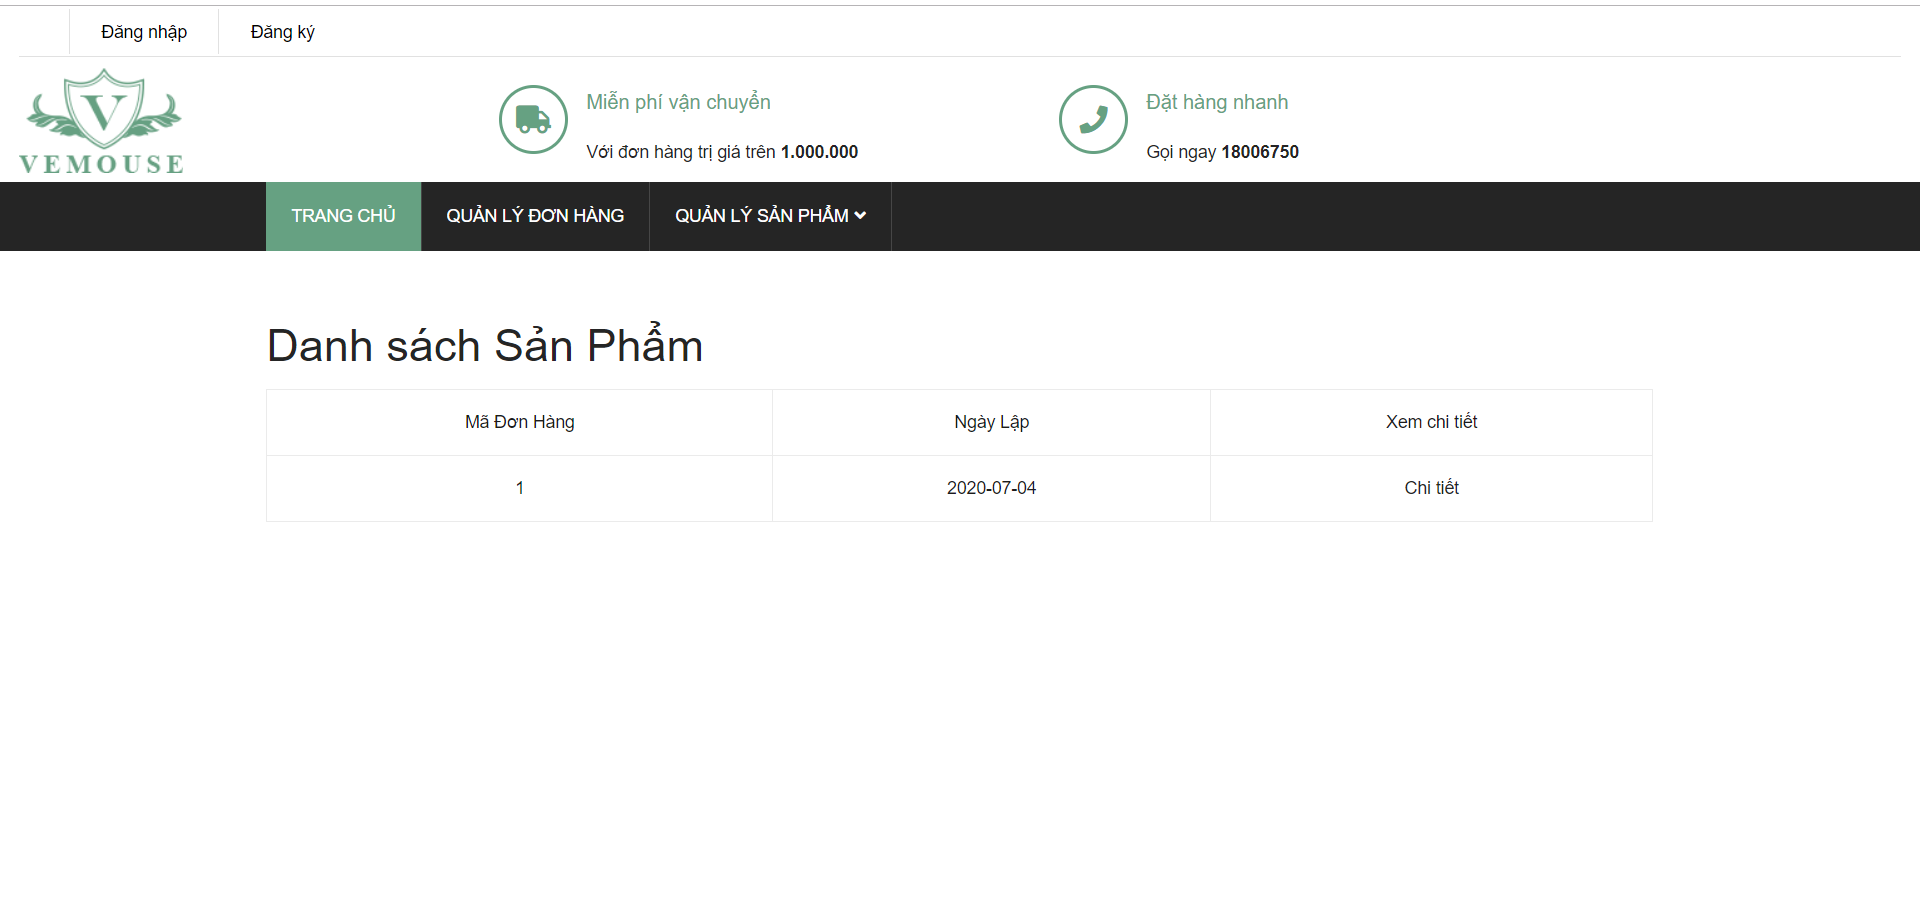 Đăng nhập Đăng ký
V
VEMOUSE
Miễn phí vận chuyển
Với đơn hàng trị giá trên 1.000.000
Đặt hàng nhanh
Gọi ngay 18006750
TRANG CHỦ QUẢN LÝ ĐƠN HÀNG QUẢN LÝ SẢN PHẨM
Danh sách Sản Phẩm
Mã Đơn Hàng Ngày Lập Xem chi tiết
1 2020-07-04 Chi tiết